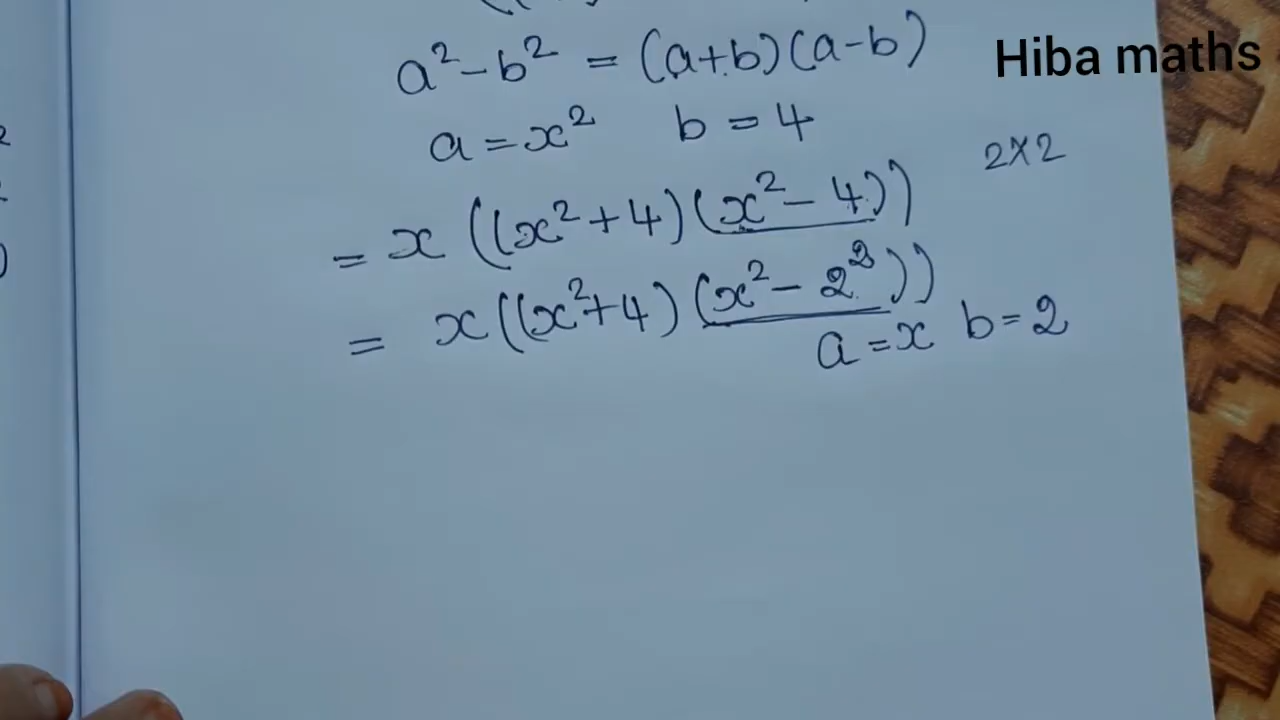 Hiba maths
a² - b² = (a+b)(a-b)
a = x² b = 4
2×2
= x((x²+4)(x²-4))
= x((x²+4)(x²-2²))
a = x b = 2